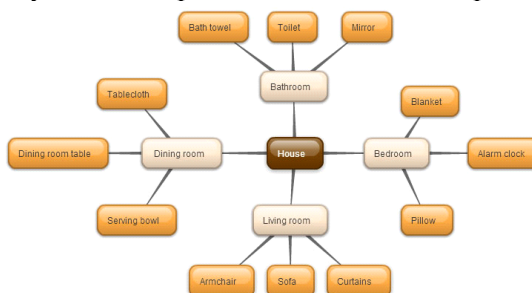 Bath towel
Toilet
Mirror
Bathroom
Tablecloth
Blanket
Dining room table
Dining room
House
Bedroom
Alarm clock
Serving bowl
Living room
Pillow
Armchair
Sofa
Curtains